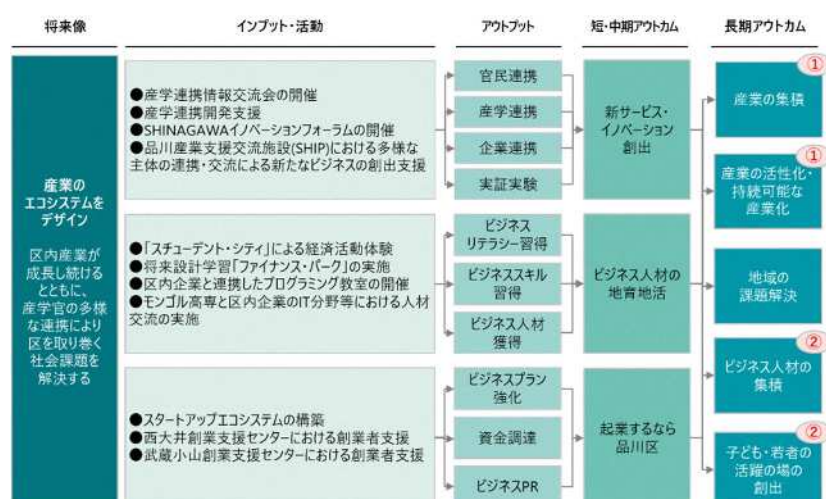 将来像
インプット・活動
アウトプット
短・中期アウトカム
長期アウトカム
産業の
エコシステムを
デザイン
区内産業が
成長し続ける
とともに、
産学官の多様
な連携により
区を取り巻く
社会課題を
解決する
●産学連携情報交流会の開催
●産学連携開発支援
●SHINAGAWAイノベーションフォーラムの開催
●品川産業支援交流施設(SHIP)における多様な
主体の連携・交流による新たなビジネスの創出支援
官民連携
産学連携
企業連携
実証実験
新サービス・
イノベーション
創出
●「スチューデント・シティ」による経済活動体験
●将来設計学習「ファイナンス・パーク」の実施
●区内企業と連携したプログラミング教室の開催
●モンゴル高専と区内企業のIT分野等における人材
交流の実施
ビジネス
リテラシー習得
ビジネススキル
習得
ビジネス人材
獲得
ビジネス人材の
地育地活
●スタートアップエコシステムの構築
●西大井創業支援センターにおける創業者支援
●武蔵小山創業支援センターにおける創業者支援
ビジネスプラン
強化
資金調達
ビジネスPR
起業するなら
品川区
①
産業の集積
①
産業の活性化・
持続可能な
産業化
地域の
課題解決
②
ビジネス人材の
集積
②
子ども・若者の
活躍の場の
創出